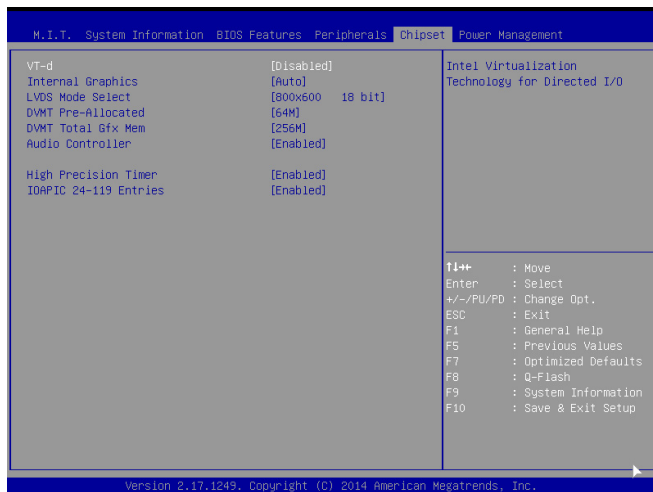 M.I.T. System Information BIOS Features Peripherals Chipset Power Management
VT-d [Disabled]
Internal Graphics [Auto]
LVDS Mode Select [800x600 18 bit]
DVMT Pre-Allocated [64M]
DVMT Total Gfx Mem [256M]
Audio Controller [Enabled]
High Precision Timer [Enabled]
IOAPIC 24-119 Entries [Enabled]
Intel Virtualization
Technology for Directed I/O
↑↓→← : Move
Enter : Select
+/-/PU/PD : Change Opt.
ESC : Exit
F1 : General Help
F5 : Previous Values
F7 : Optimized Defaults
F8 : Q-Flash
F9 : System Information
F10 : Save & Exit Setup
Version 2.17.1249. Copyright (C) 2014 American Megatrends, Inc.